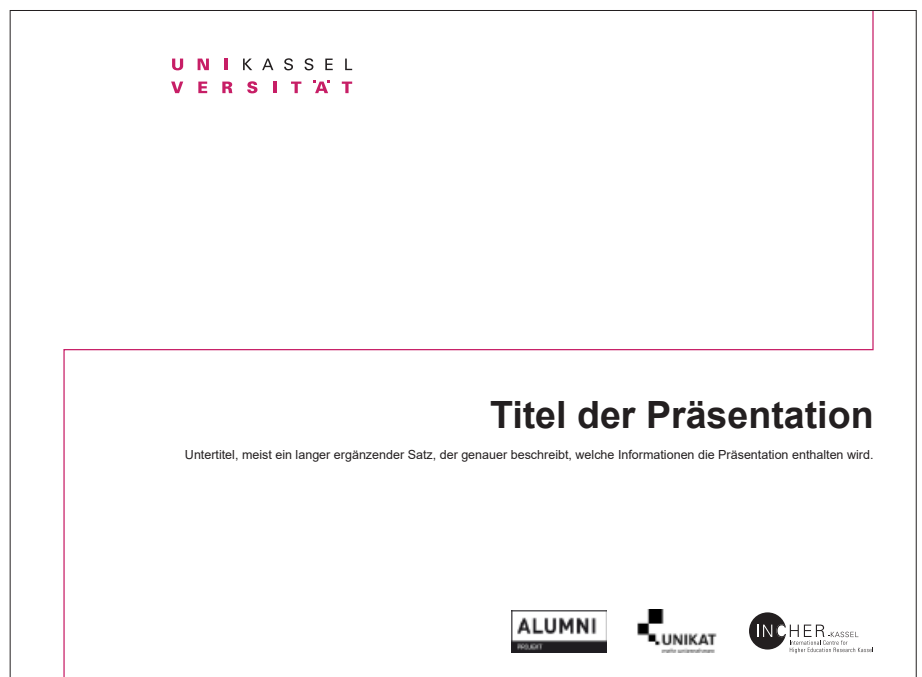 UNIKASSEL
VERSITÄT
Titel der Präsentation
Untertitel, meist ein langer ergänzender Satz, der genauer beschreibt, welche Informationen die Präsentation enthalten wird.
ALUMNI
PROJEKT
UNIKAT
INCHER-KASSEL
International Centre for
Higher Education Research Kassel